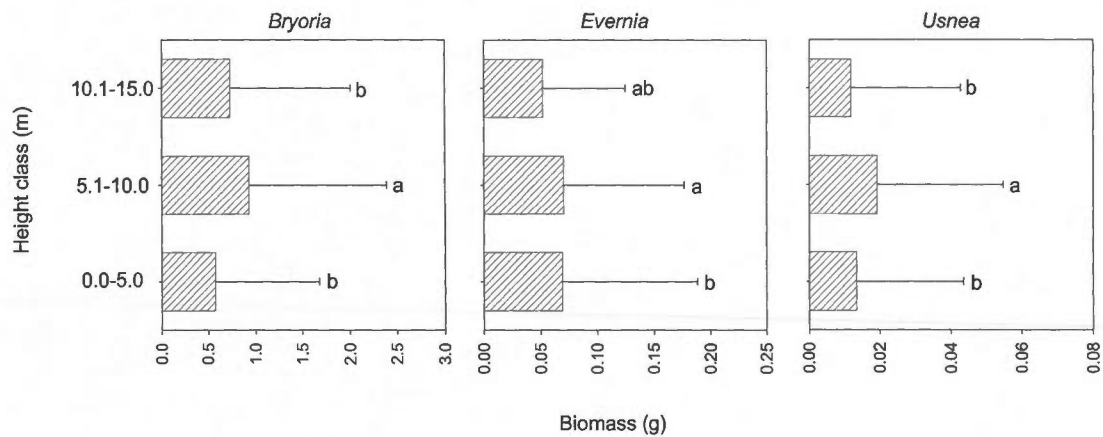 Bryoria Evernia Usnea
Height class (m)
10.1-15.0 b ab b
5.1-10.0 a a a
0.0-5.0 b b b
0.0 0.5 1.0 1.5 2.0 2.5 3.0 0.00 0.05 0.10 0.15 0.20 0.25 0.00 0.02 0.04 0.06 0.08
Biomass (g)